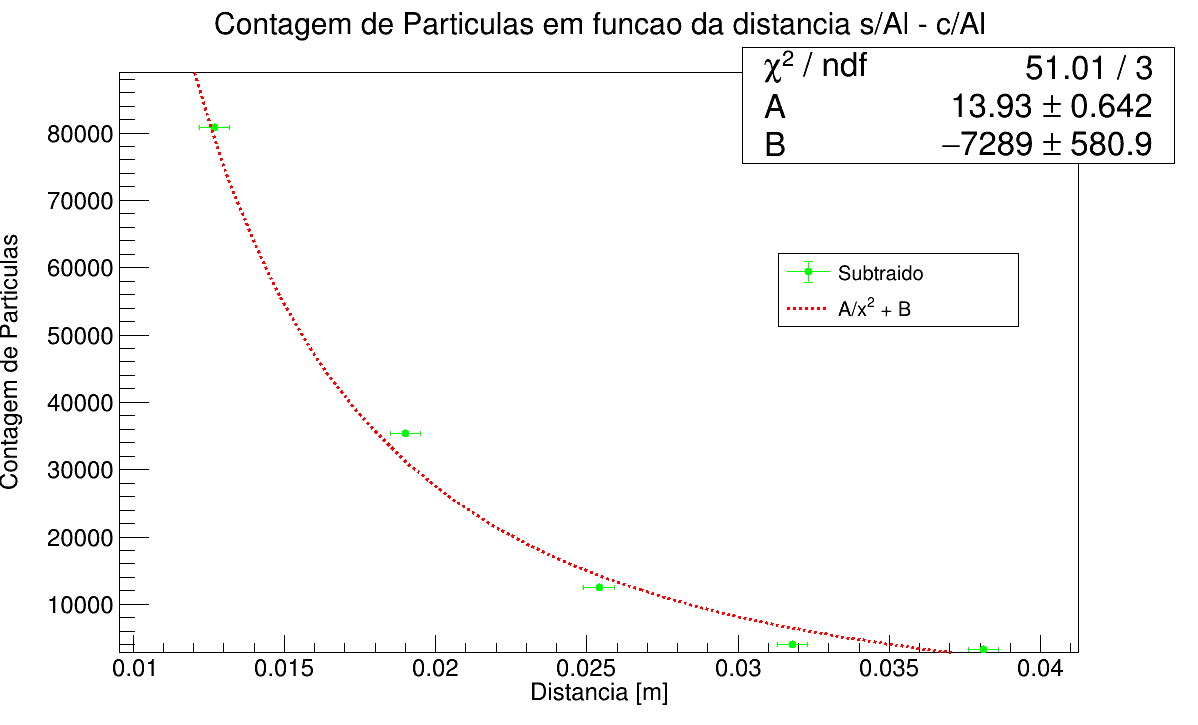 Contagem de Particulas em funcao da distancia s/Al - c/Al
χ² / ndf 51.01 / 3
A 13.93 ± 0.642
B −7289 ± 580.9
Contagem de Particulas
80000
70000
60000
50000
40000
30000
20000
10000
Subtraido
A/x² + B
0.01 0.015 0.02 0.025 0.03 0.035 0.04
Distancia [m]